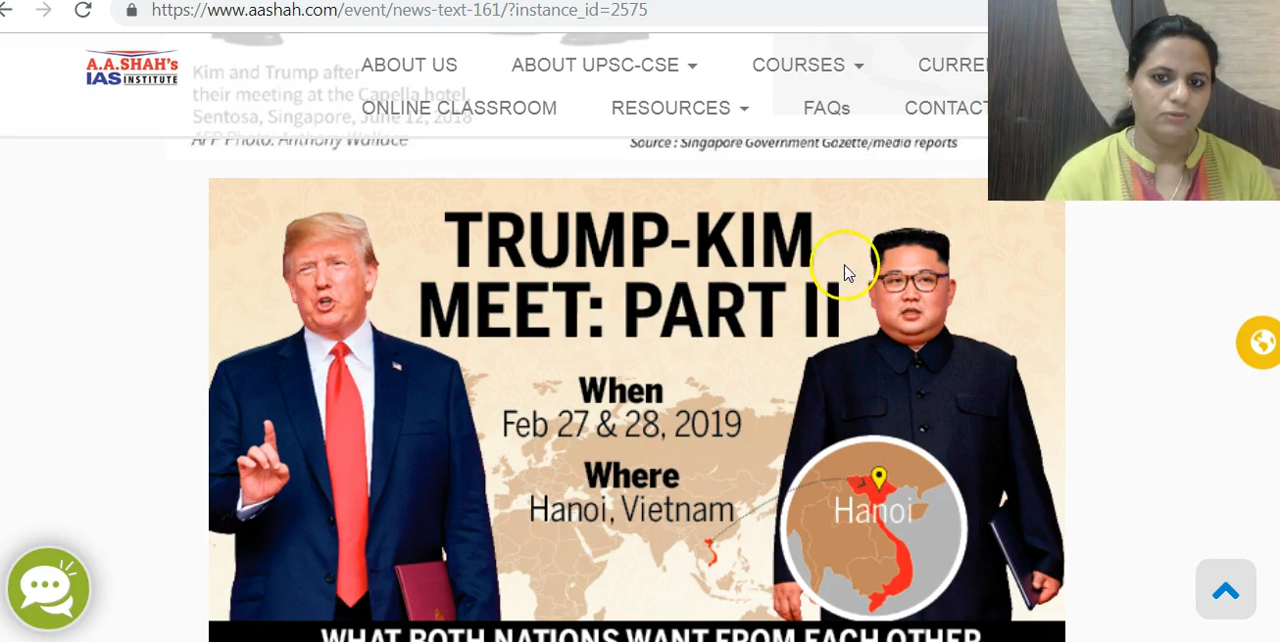 https://www.aashah.com/event/news-text-161/?instance_id=2575
A.A.SHAH's
IAS INSTITUTE
ABOUT US
ABOUT UPSC-CSE
COURSES
CURRE
ONLINE CLASSROOM
RESOURCES
FAQs
CONTACT
Kim and Trump after
their meeting at the Capella hotel,
Sentosa, Singapore, June 12, 2018
AFP Photo: Anthony Wallace
Source : Singapore Government Gazette/media reports
TRUMP-KIM
MEET: PART II
When
Feb 27 & 28, 2019
Where
Hanoi, Vietnam
Hanoi
WHAT BOTH NATIONS WANT FROM EACH OTHER